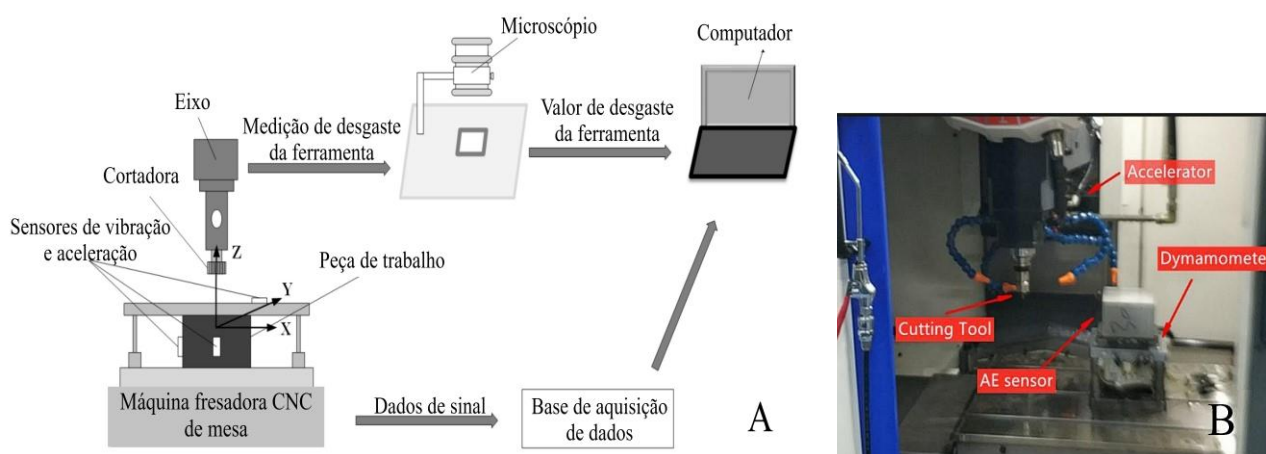 Microscópio
Computador
Eixo
Medição de desgaste
da ferramenta
Valor de desgaste
da ferramenta
Cortadora
Sensores de vibração
e aceleração
Z
Peça de trabalho
Y
X
Máquina fresadora CNC
de mesa
Dados de sinal
Base de aquisição
de dados
A
Accelerator
Dymamomete
Cutting Tool
AE sensor
B